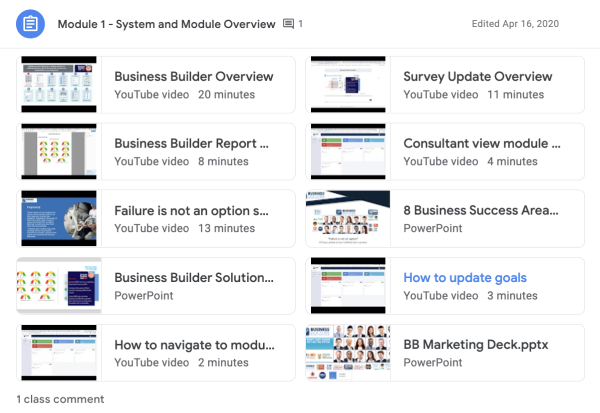 Module 1 - System and Module Overview 1
Edited Apr 16, 2020
Business Builder Overview
YouTube video 20 minutes
Survey Update Overview
YouTube video 11 minutes
Business Builder Report ...
YouTube video 8 minutes
Consultant view module ...
YouTube video 4 minutes
Failure is not an option s...
YouTube video 13 minutes
8 Business Success Area...
PowerPoint
Business Builder Solution...
PowerPoint
How to update goals
YouTube video 3 minutes
How to navigate to modu...
YouTube video 2 minutes
BB Marketing Deck.pptx
PowerPoint
1 class comment